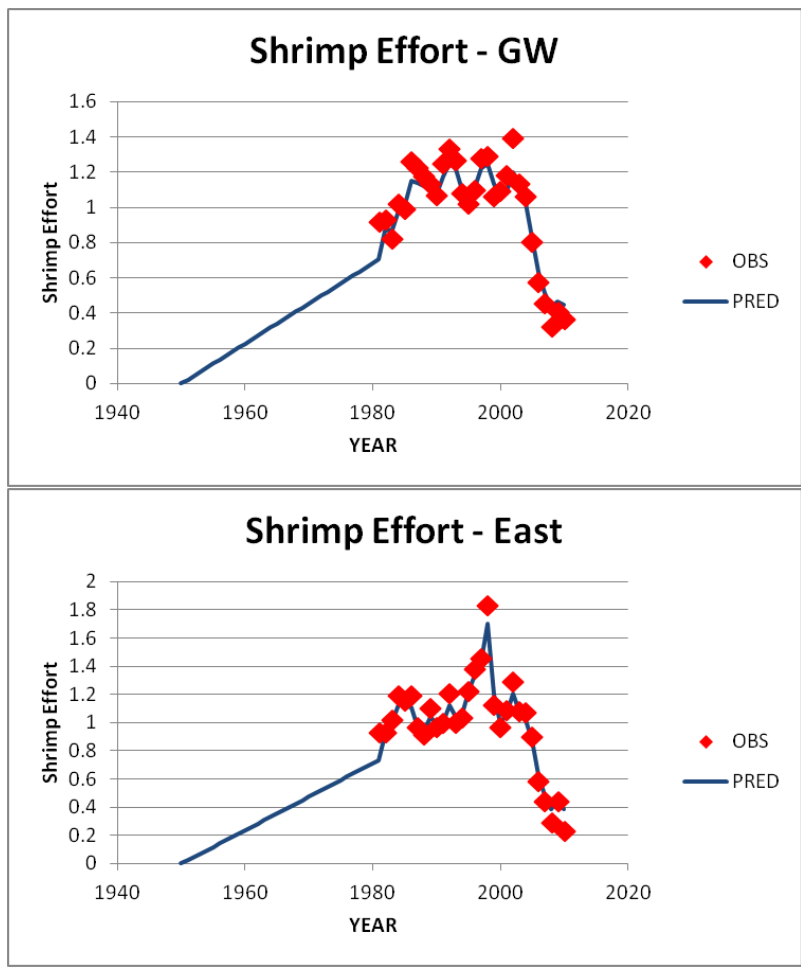 Shrimp Effort - GW
1.6
1.4
1.2
1
0.8
0.6
0.4
0.2
0
Shrimp Effort
1940 1960 1980 2000 2020
YEAR
OBS
PRED
Shrimp Effort - East
2
1.8
1.6
1.4
1.2
1
0.8
0.6
0.4
0.2
0
Shrimp Effort
1940 1960 1980 2000 2020
YEAR
OBS
PRED